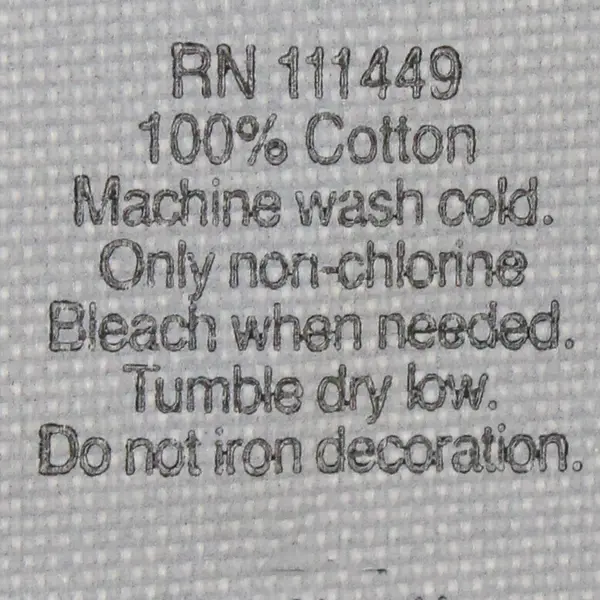 RN 111449
100% Cotton
Machine wash cold.
Only non-chlorine
Bleach when needed.
Tumble dry low.
Do not iron decoration.